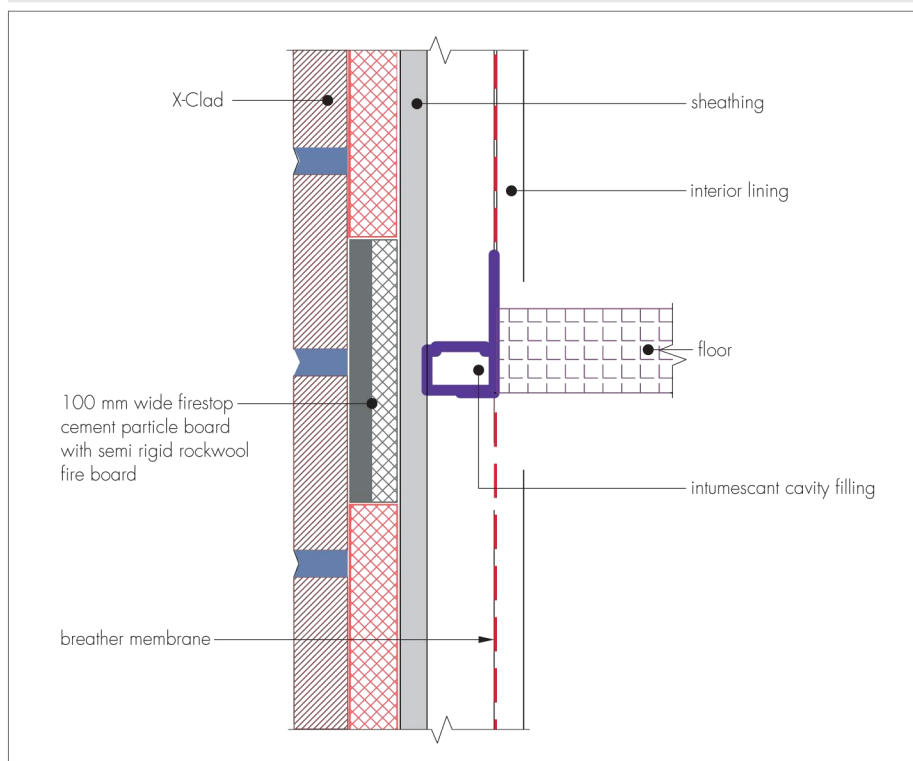 X-Clad
sheathing
interior lining
floor
100 mm wide firestop
cement particle board
with semi rigid rockwool
fire board
intumescant cavity filling
breather membrane